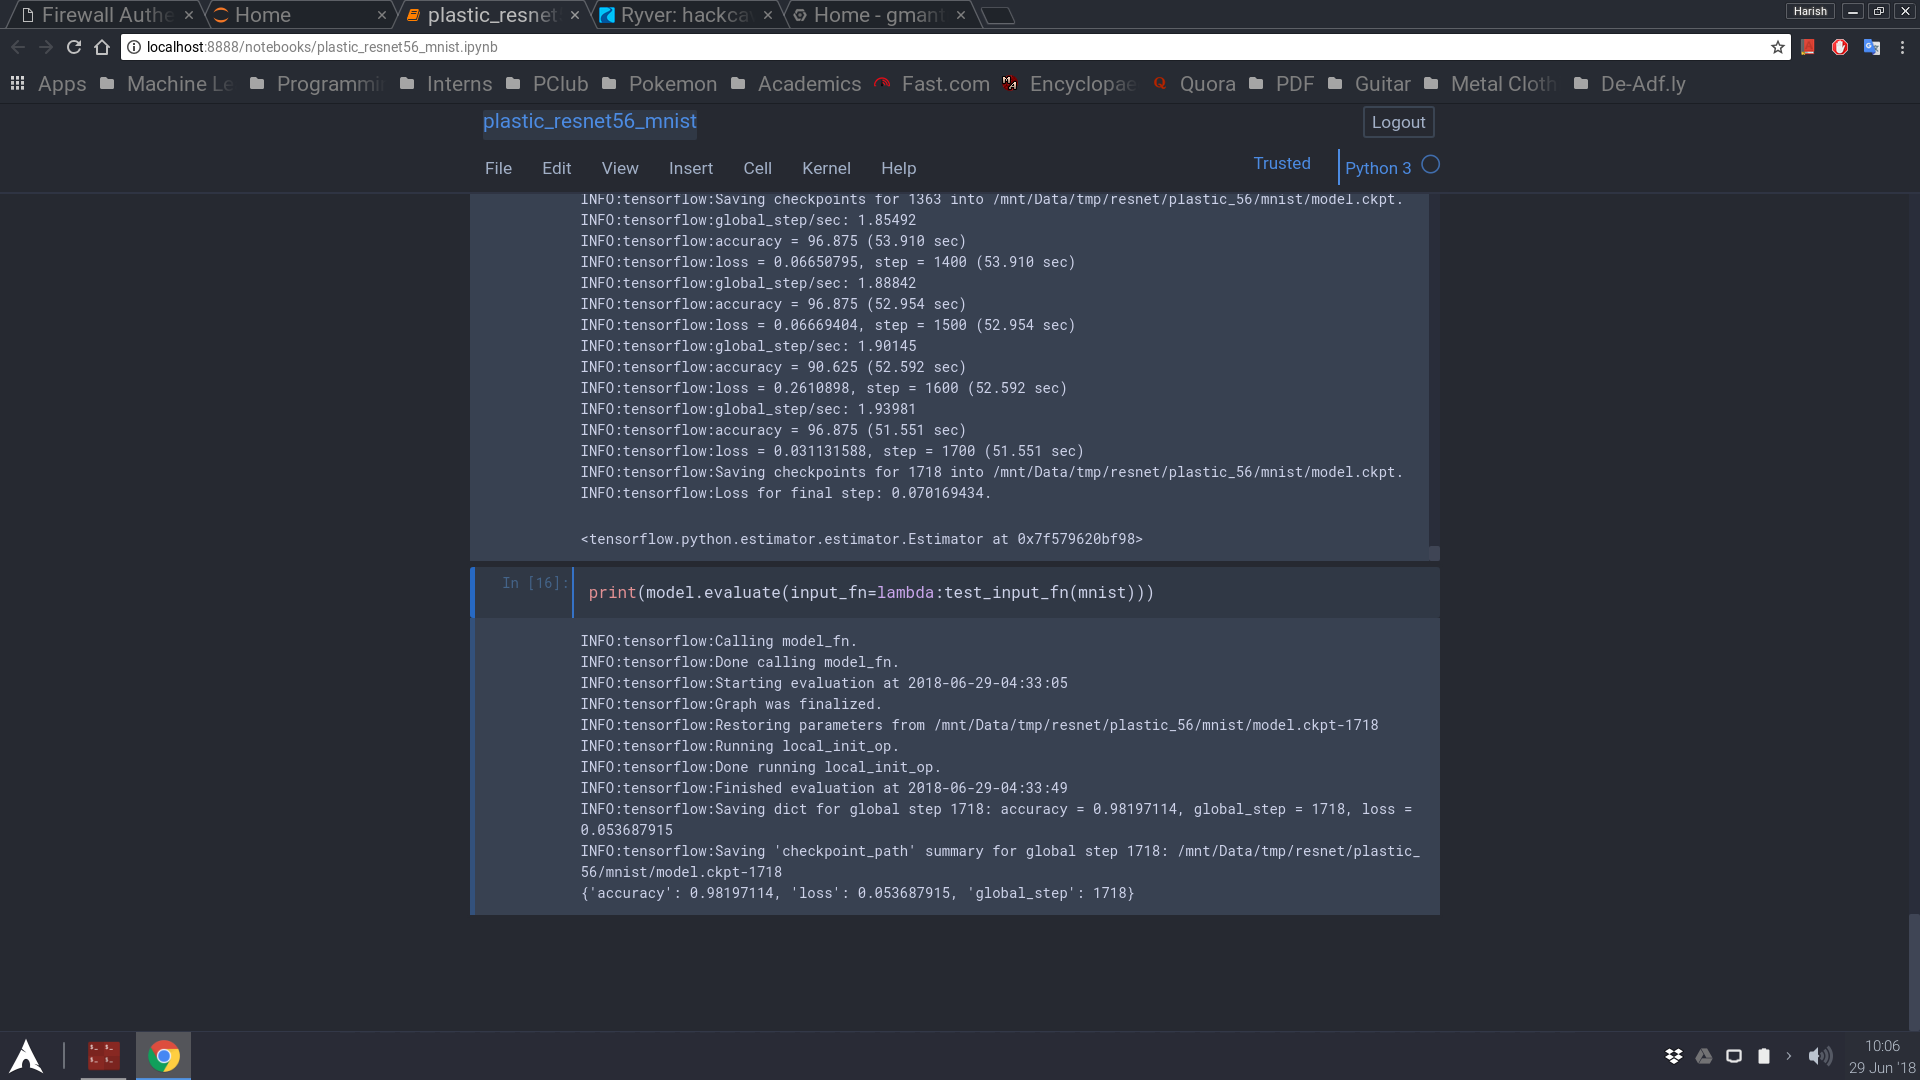 Firewall Authe
Home
plastic_resnet
Ryver: hackca
Home - gmant
Harish
localhost:8888/notebooks/plastic_resnet56_mnist.ipynb
Apps Machine Le Programmi Interns PClub Pokemon Academics Fast.com Encyclopae Quora PDF Guitar Metal Cloth De-Adf.ly
plastic_resnet56_mnist
Logout
File Edit View Insert Cell Kernel Help
Trusted
Python 3
INFO:tensorflow:Saving checkpoints for 1363 into /mnt/Data/tmp/resnet/plastic_56/mnist/model.ckpt.
INFO:tensorflow:global_step/sec: 1.85492
INFO:tensorflow:accuracy = 96.875 (53.910 sec)
INFO:tensorflow:loss = 0.06650795, step = 1400 (53.910 sec)
INFO:tensorflow:global_step/sec: 1.88842
INFO:tensorflow:accuracy = 96.875 (52.954 sec)
INFO:tensorflow:loss = 0.06669404, step = 1500 (52.954 sec)
INFO:tensorflow:global_step/sec: 1.90145
INFO:tensorflow:accuracy = 90.625 (52.592 sec)
INFO:tensorflow:loss = 0.2610898, step = 1600 (52.592 sec)
INFO:tensorflow:global_step/sec: 1.93981
INFO:tensorflow:accuracy = 96.875 (51.551 sec)
INFO:tensorflow:loss = 0.031131588, step = 1700 (51.551 sec)
INFO:tensorflow:Saving checkpoints for 1718 into /mnt/Data/tmp/resnet/plastic_56/mnist/model.ckpt.
INFO:tensorflow:Loss for final step: 0.070169434.
<tensorflow.python.estimator.estimator.Estimator at 0x7f579620bf98>
In [16]: print(model.evaluate(input_fn=lambda:test_input_fn(mnist)))
INFO:tensorflow:Calling model_fn.
INFO:tensorflow:Done calling model_fn.
INFO:tensorflow:Starting evaluation at 2018-06-29-04:33:05
INFO:tensorflow:Graph was finalized.
INFO:tensorflow:Restoring parameters from /mnt/Data/tmp/resnet/plastic_56/mnist/model.ckpt-1718
INFO:tensorflow:Running local_init_op.
INFO:tensorflow:Done running local_init_op.
INFO:tensorflow:Finished evaluation at 2018-06-29-04:33:49
INFO:tensorflow:Saving dict for global step 1718: accuracy = 0.98197114, global_step = 1718, loss =
0.053687915
INFO:tensorflow:Saving 'checkpoint_path' summary for global step 1718: /mnt/Data/tmp/resnet/plastic_
56/mnist/model.ckpt-1718
{'accuracy': 0.98197114, 'loss': 0.053687915, 'global_step': 1718}
10:06
29 Jun '18